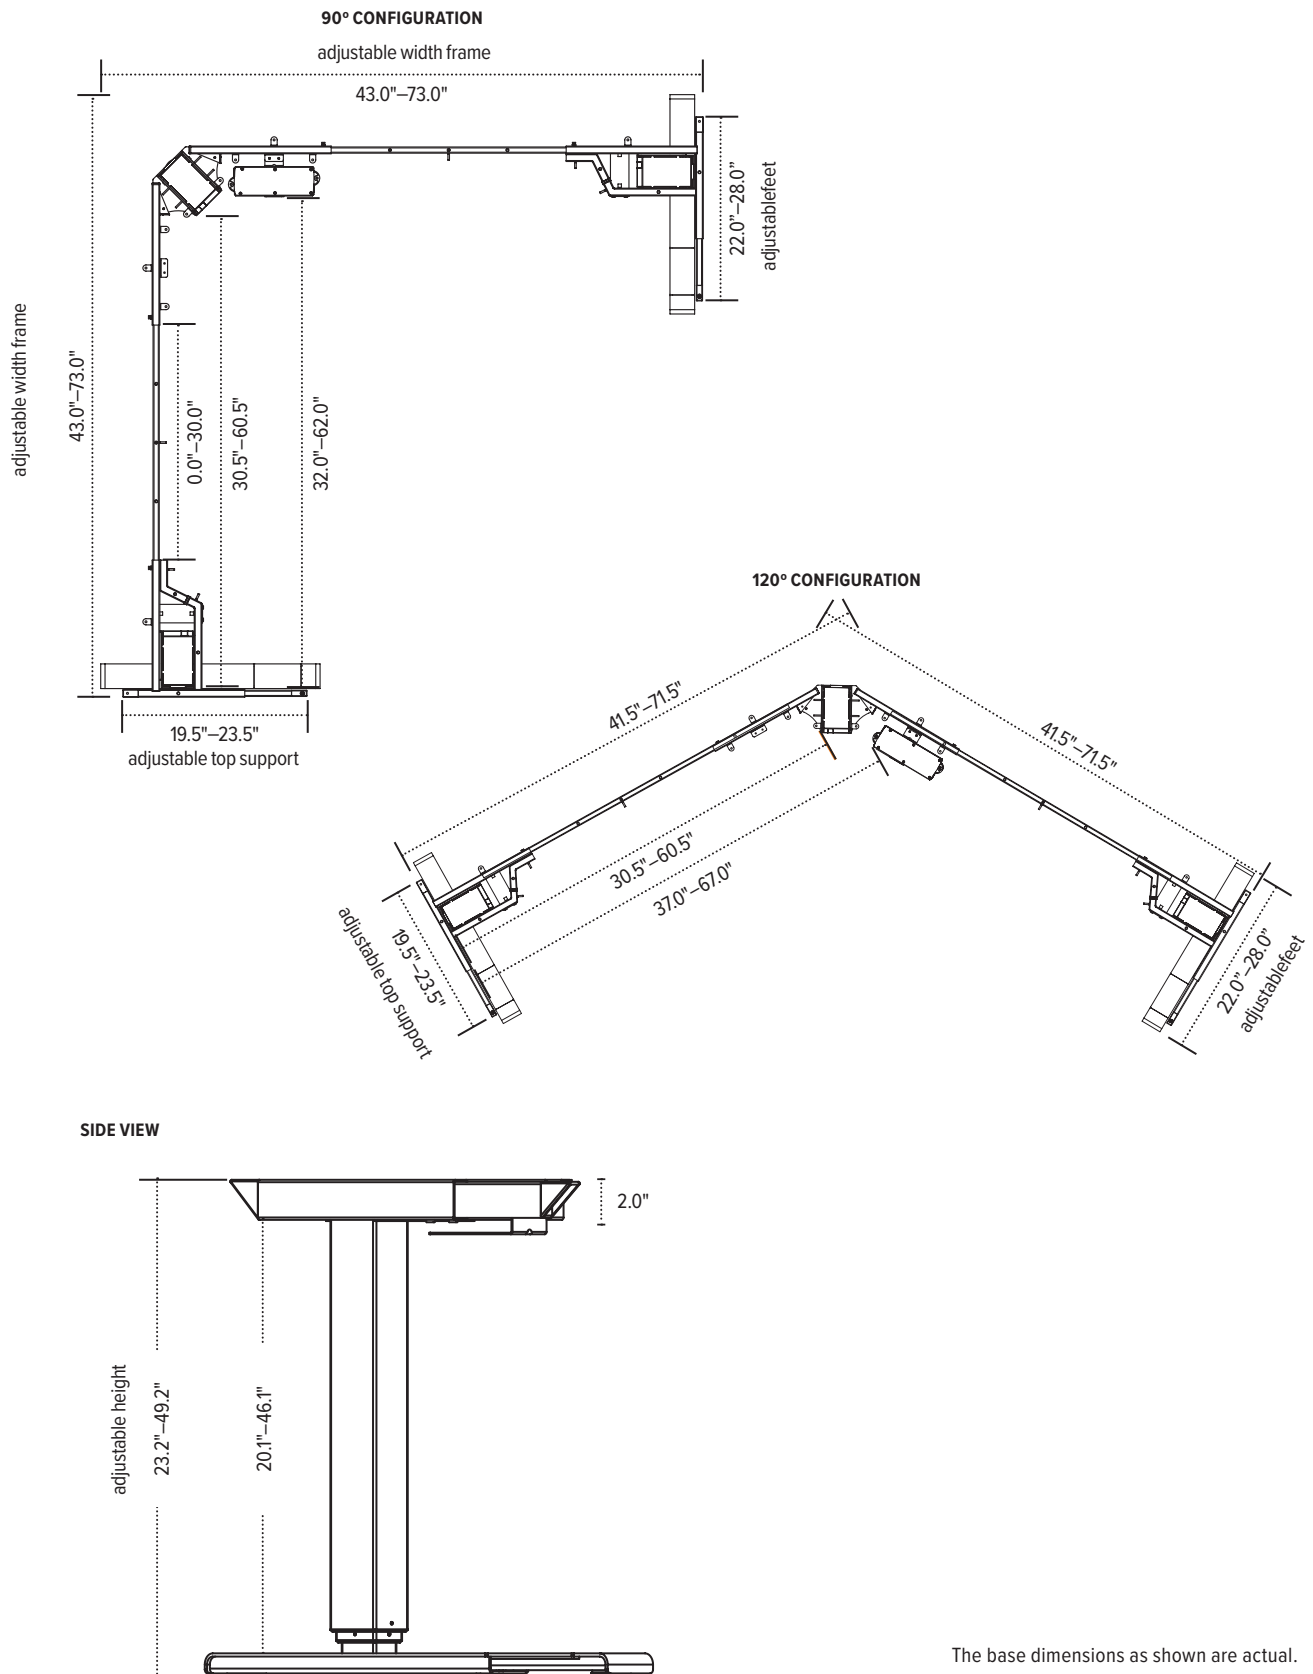 90º CONFIGURATION
adjustable width frame
43.0"–73.0"
22.0”–28.0”
adjustablefeet
adjustable width frame
43.0"–73.0"
0.0"–30.0"
30.5"–60.5"
32.0"–62.0"
19.5"–23.5"
adjustable top support
120º CONFIGURATION
41.5"–71.5"
41.5"–71.5"
30.5"–60.5"
37.0"–67.0"
19.5"–23.5"
adjustable top support
22.0"–28.0"
adjustablefeet
SIDE VIEW
2.0"
adjustable height
23.2"–49.2"
20.1"–46.1"
The base dimensions as shown are actual.